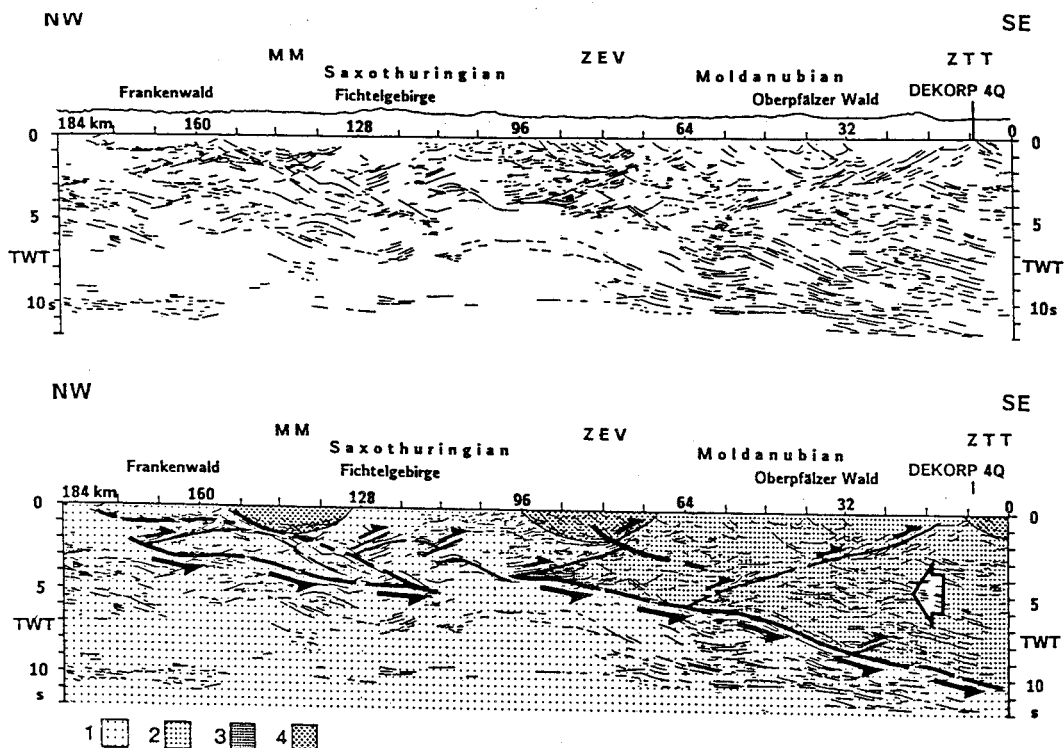 NW
SE
MM
ZEV
ZTT
Saxothuringian
Moldanubian
Frankenwald
Fichtelgebirge
Oberpfälzer Wald
DEKORP 4Q
184 km 160 128 96 64 32 0
0 0
5 5
TWT TWT
10s 10s
NW
SE
MM
ZEV
ZTT
Saxothuringian
Moldanubian
Frankenwald
Fichtelgebirge
Oberpfälzer Wald
DEKORP 4Q
184 km 160 128 96 64 32 0
0 0
5 5
TWT TWT
10 10
s s
1 2 3 4